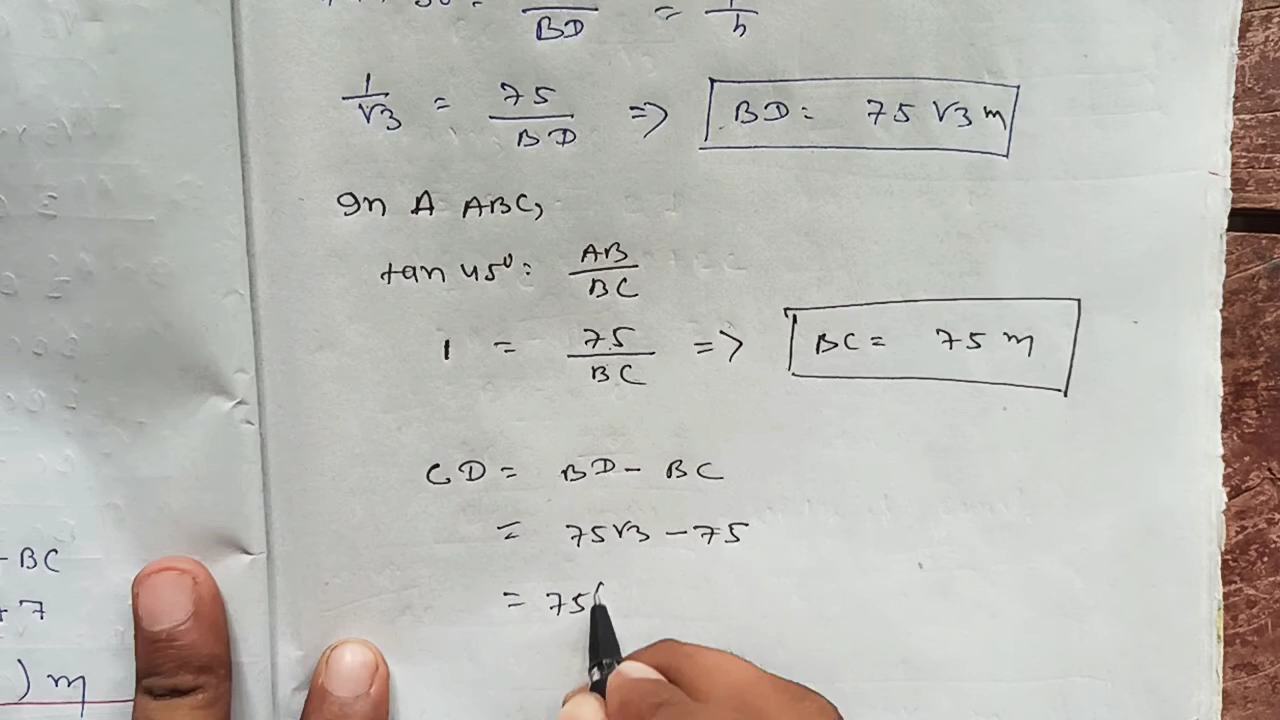 BD = h
1/√3 = 75/BD => BD = 75√3 m
In Δ ABC,
tan 45° = AB/BC
1 = 75/BC => BC = 75 m
CD = BD - BC
= 75√3 - 75
= 75(
- BC
+ 7
) m